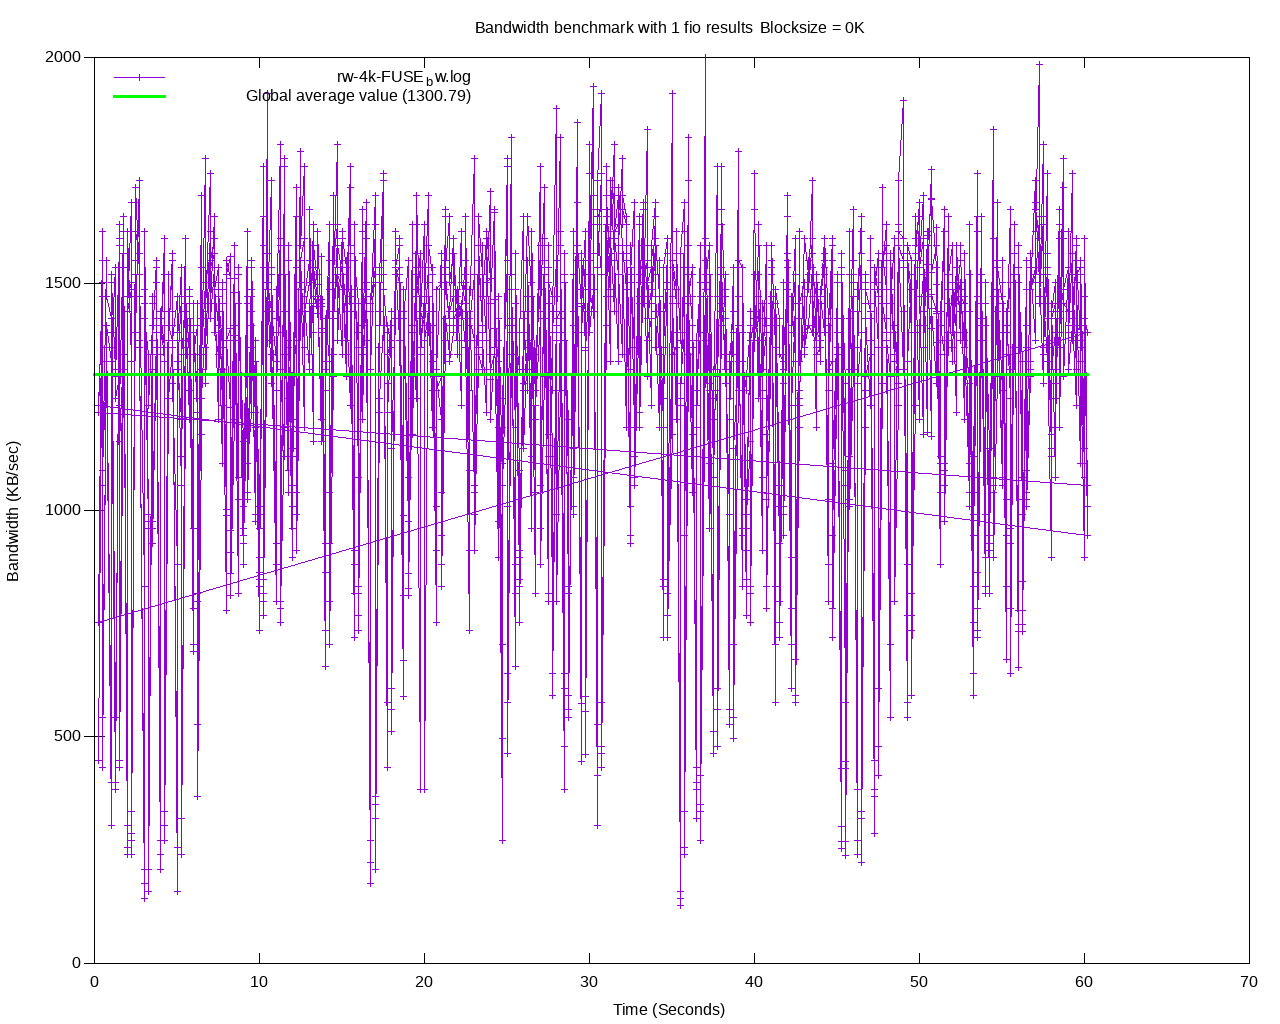 Bandwidth benchmark with 1 fio results Blocksize = 0K
2000
1500
1000
500
0
rw-4k-FUSE_bw.log
Global average value (1300.79)
Bandwidth (KB/sec)
0 10 20 30 40 50 60 70
Time (Seconds)